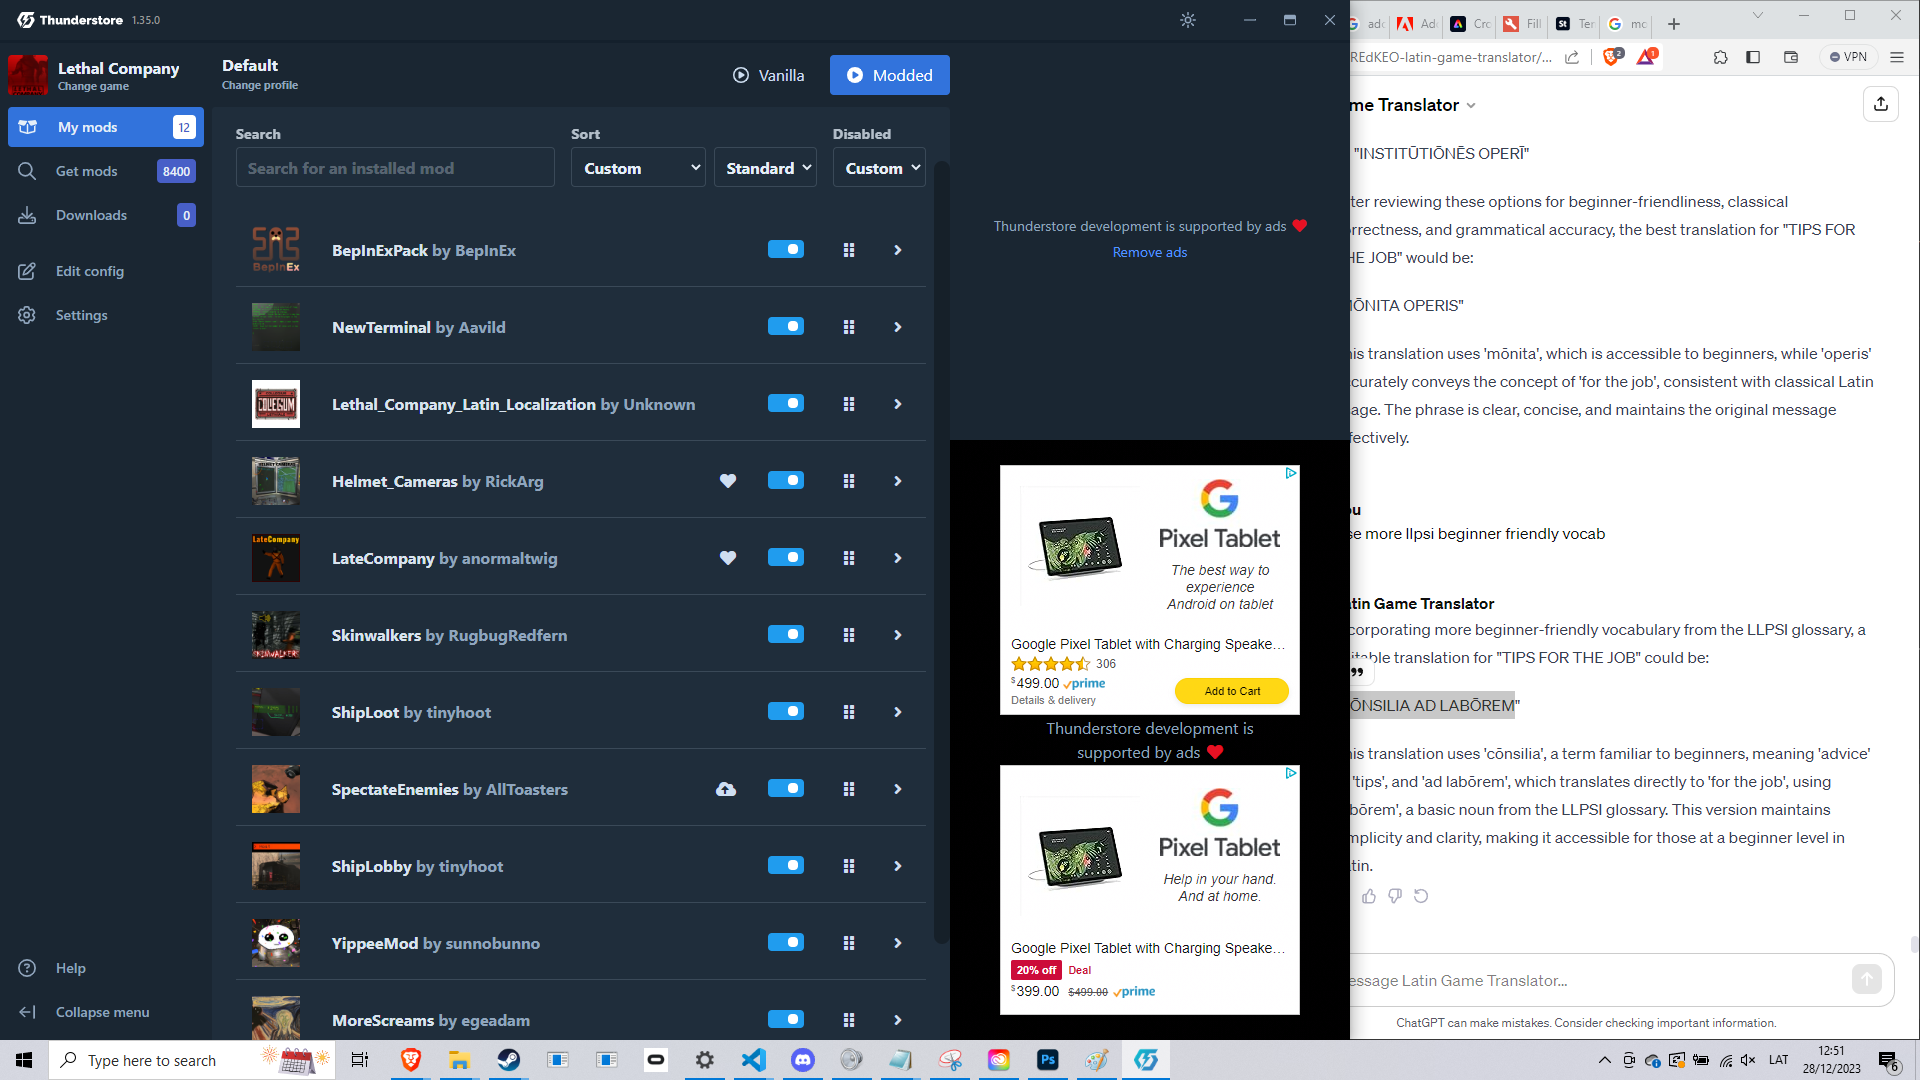 Thunderstore 1.35.0
Lethal Company
Change game
My mods 12
Get mods 8400
Downloads 0
Edit config
Settings
Help
Collapse menu
Default
Change profile
Vanilla
Modded
Search
Search for an installed mod
Sort
Custom
Standard
Disabled
Custom
BepInEx
BepInExPack by BepInEx
NewTerminal by Aavild
COLLEGIUM
Lethal_Company_Latin_Localization by Unknown
Helmet_Cameras by RickArg
LateCompany
LateCompany by anormaltwig
Skinwalkers by RugbugRedfern
ShipLoot by tinyhoot
SpectateEnemies by AllToasters
ShipLobby by tinyhoot
YippeeMod by sunnobunno
MoreScreams by egeadam
Thunderstore development is supported by ads
Remove ads
Pixel Tablet
The best way to
experience
Android on tablet
Google Pixel Tablet with Charging Speake...
306
$499.00 prime
Details & delivery
Add to Cart
Thunderstore development is
supported by ads
Pixel Tablet
Help in your hand.
And at home.
Google Pixel Tablet with Charging Speake...
20% off Deal
$399.00 $499.00 prime
ado
Ado
Cro
Fill
Ter
mo
REdKEO-latin-game-translator/...
2
1
VPN
me Translator
"INSTITŪTIŌNĒS OPERĪ"
ter reviewing these options for beginner-friendliness, classical
rrectness, and grammatical accuracy, the best translation for "TIPS FOR
HE JOB" would be:
ŌNITA OPERIS"
is translation uses 'mōnita', which is accessible to beginners, while 'operis'
curately conveys the concept of 'for the job', consistent with classical Latin
age. The phrase is clear, concise, and maintains the original message
fectively.
ou
se more llpsi beginner friendly vocab
tin Game Translator
corporating more beginner-friendly vocabulary from the LLPSI glossary, a
itable translation for "TIPS FOR THE JOB" could be:
ŌNSILIA AD LABŌREM"
is translation uses 'cōnsilia', a term familiar to beginners, meaning 'advice'
'tips', and 'ad labōrem', which translates directly to 'for the job', using
bōrem', a basic noun from the LLPSI glossary. This version maintains
mplicity and clarity, making it accessible for those at a beginner level in
tin.
essage Latin Game Translator...
ChatGPT can make mistakes. Consider checking important information.
Type here to search
LAT
12:51
28/12/2023
6